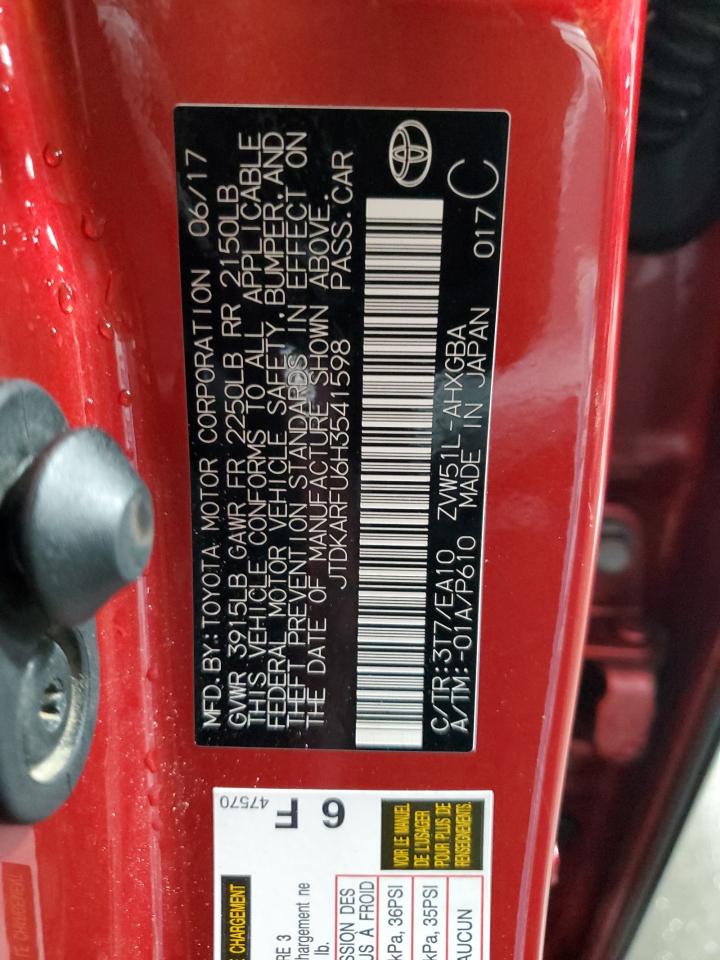 MFD.BY: TOYOTA MOTOR CORPORATION 06/17
GVWR 3915LB GAWR FR 2250LB RR 2150LB
THIS VEHICLE CONFORMS TO ALL APPLICABLE
FEDERAL MOTOR VEHICLE SAFETY, BUMPER, AND
THEFT PREVENTION STANDARDS IN EFFECT ON
THE DATE OF MANUFACTURE SHOWN ABOVE.
JTDKARFU6H3541598 PASS.CAR
C/TR:3T7/EA10 ZVW51L-AHXGBA
A/TM:-01A/P610 MADE IN JAPAN 017 C
47570
CHARGEMENT
RE 3
hargement ne
lb.
VOIR LE MANUEL
DE L'USAGER
POUR PLUS DE
RENSEIGNEMENTS.
SSION DES
US À FROID
kPa, 36PSI
kPa, 35PSI
AUCUN